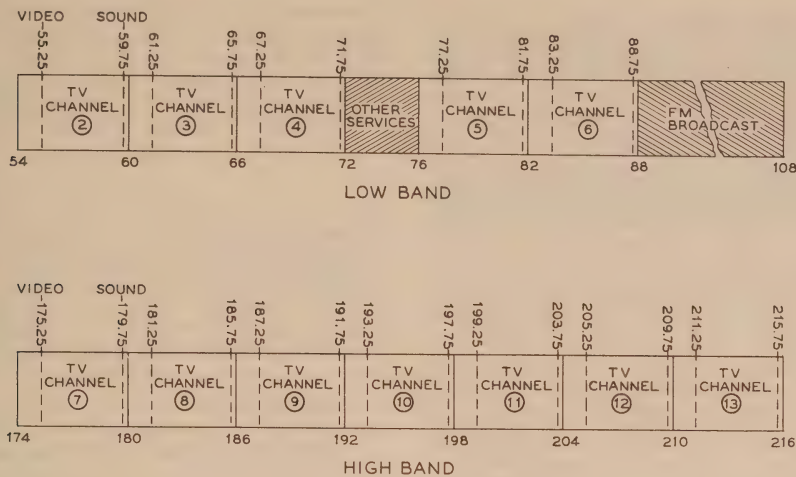 VIDEO SOUND
55.25 59.75 61.25 65.75 67.25 71.75 77.25 81.75 83.25 88.75
TV CHANNEL 2
TV CHANNEL 3
TV CHANNEL 4
OTHER SERVICES
TV CHANNEL 5
TV CHANNEL 6
FM BROADCAST
54 60 66 72 76 82 88 108
LOW BAND
VIDEO SOUND
175.25 179.75 181.25 185.75 187.25 191.75 193.25 197.75 199.25 203.75 205.25 209.75 211.25 215.75
TV CHANNEL 7
TV CHANNEL 8
TV CHANNEL 9
TV CHANNEL 10
TV CHANNEL 11
TV CHANNEL 12
TV CHANNEL 13
174 180 186 192 198 204 210 216
HIGH BAND